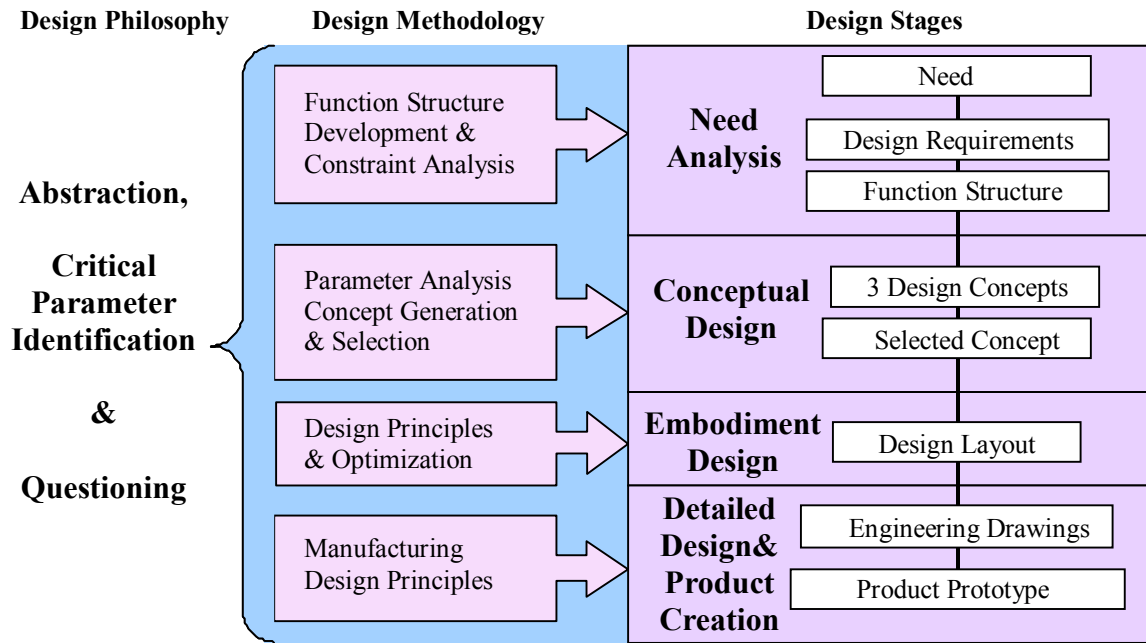 Design Philosophy
Design Methodology
Design Stages
Abstraction,
Critical
Parameter
Identification
&
Questioning
Function Structure
Development &
Constraint Analysis
Need
Analysis
Need
Design Requirements
Function Structure
Parameter Analysis
Concept Generation
& Selection
Conceptual
Design
3 Design Concepts
Selected Concept
Design Principles
& Optimization
Embodiment
Design
Design Layout
Manufacturing
Design Principles
Detailed
Design&
Product
Creation
Engineering Drawings
Product Prototype